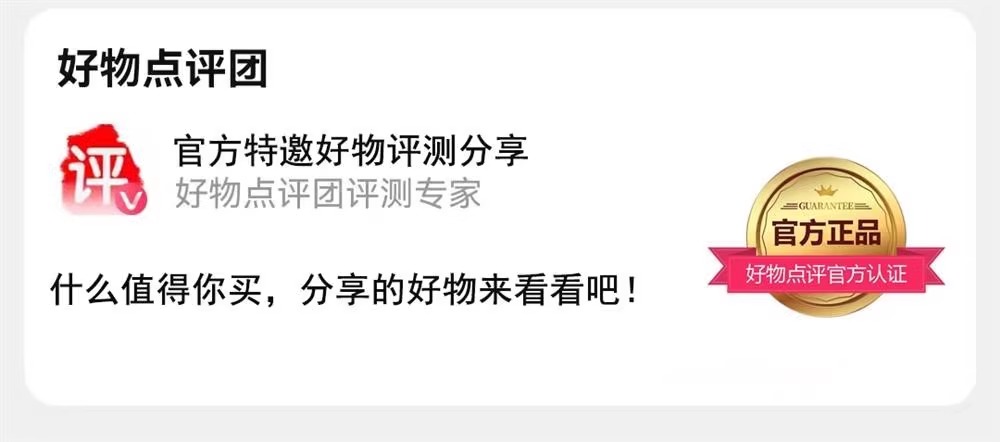 好物点评团
评
官方特邀好物评测分享
好物点评团评测专家
什么值得你买，分享的好物来看看吧！
GUARANTEE
官方正品
好物点评官方认证